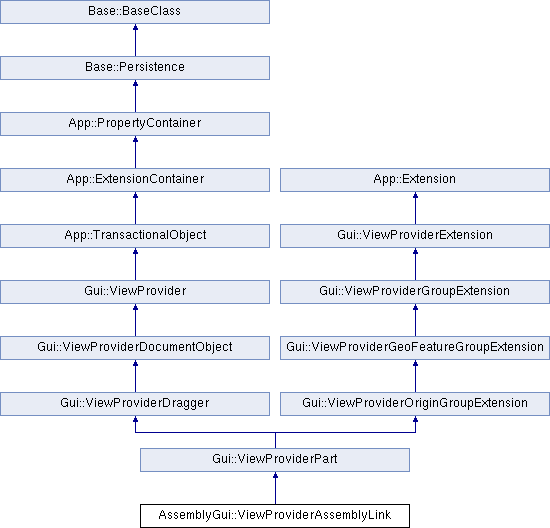 Base::BaseClass
Base::Persistence
App::PropertyContainer
App::ExtensionContainer
App::Extension
App::TransactionalObject
Gui::ViewProviderExtension
Gui::ViewProvider
Gui::ViewProviderGroupExtension
Gui::ViewProviderDocumentObject
Gui::ViewProviderGeoFeatureGroupExtension
Gui::ViewProviderDragger
Gui::ViewProviderOriginGroupExtension
Gui::ViewProviderPart
AssemblyGui::ViewProviderAssemblyLink